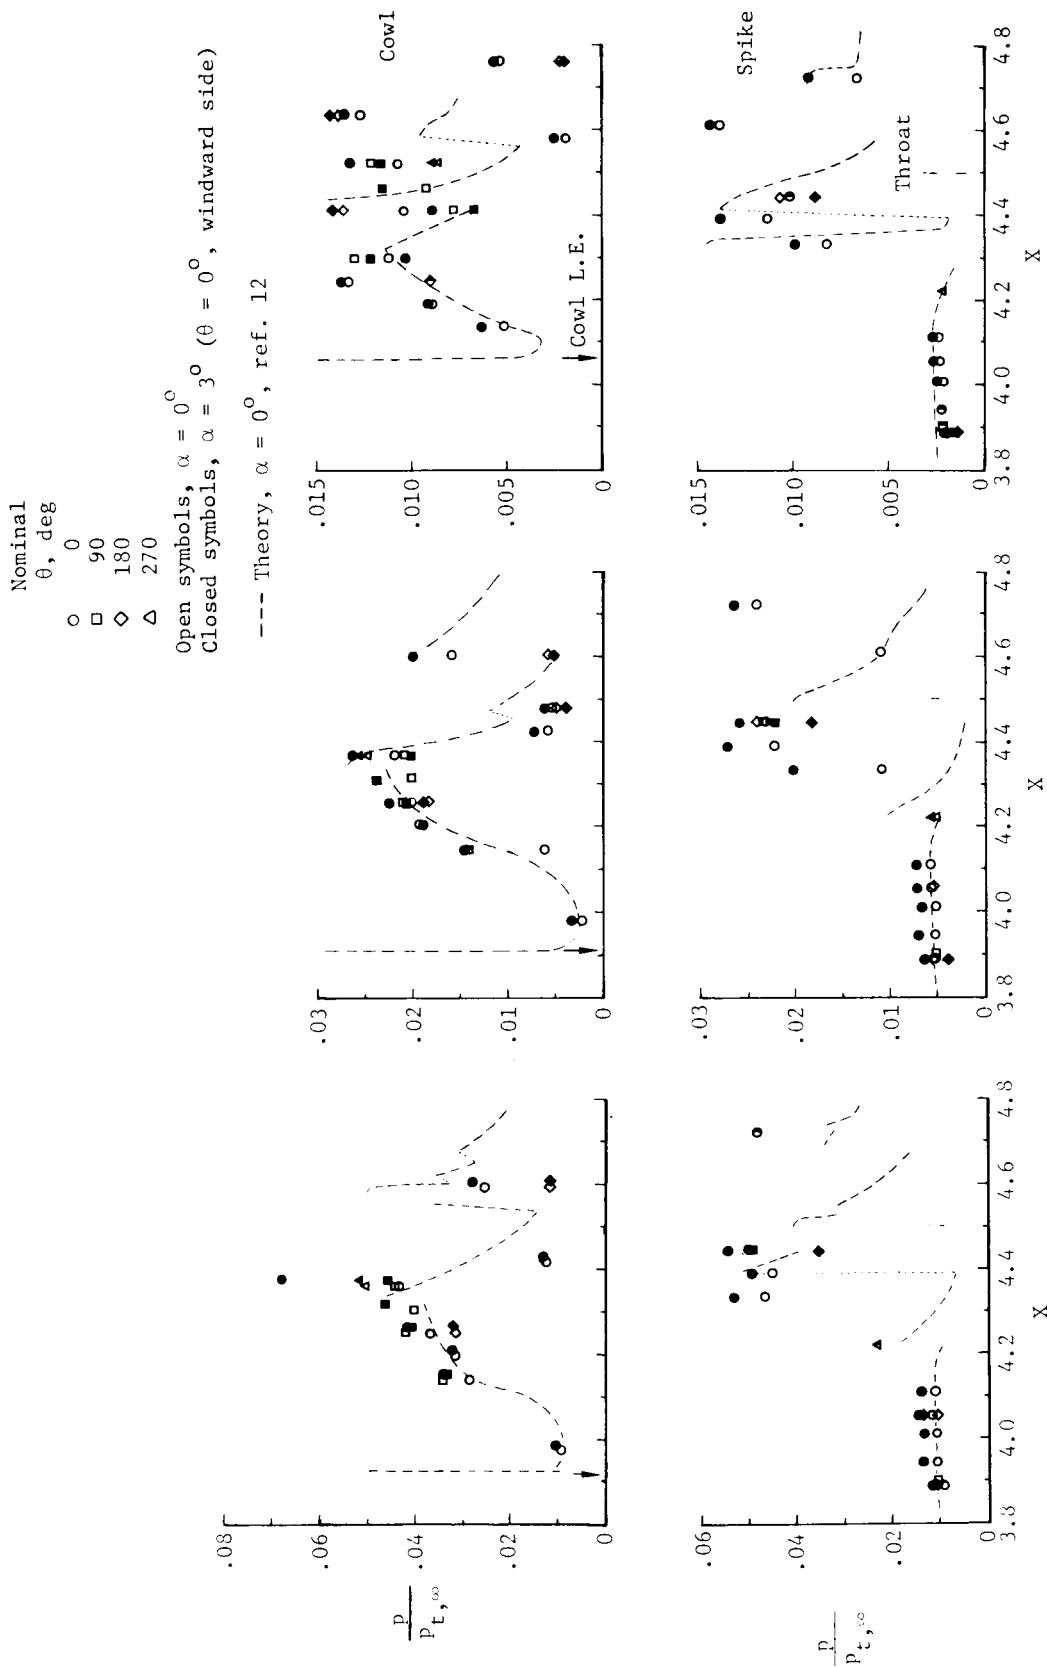 Nominal
θ, deg
○ 0
□ 90
◇ 180
△ 270
Open symbols, α = 0°
Closed symbols, α = 3° (θ = 0°, windward side)
--- Theory, α = 0°, ref. 12
p
p t,∞
.08
.06
.04
.02
0
.03
.02
.01
0
.015
.010
.005
0
Cowl
Cowl L.E.
p
p t,∞
.06
.04
.02
0
3.8
4.0
4.2
4.4
4.6
4.8
X
.03
.02
.01
0
3.8
4.0
4.2
4.4
4.6
4.8
X
.015
.010
.005
0
3.8
4.0
4.2
4.4
4.6
4.8
X
Spike
Throat